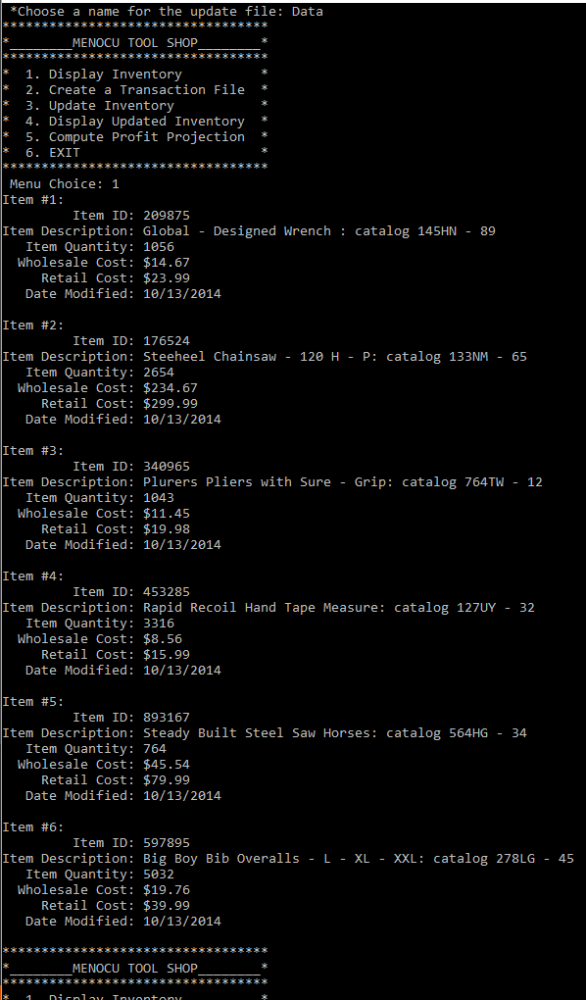 *Choose a name for the update file: Data
**********************************
*________MENOCU TOOL SHOP________*
**********************************
*  1. Display Inventory          *
*  2. Create a Transaction File  *
*  3. Update Inventory           *
*  4. Display Updated Inventory  *
*  5. Compute Profit Projection  *
*  6. EXIT                       *
**********************************
Menu Choice: 1
Item #1:
Item ID: 209875
Item Description: Global - Designed Wrench : catalog 145HN - 89
Item Quantity: 1056
Wholesale Cost: $14.67
Retail Cost: $23.99
Date Modified: 10/13/2014
Item #2:
Item ID: 176524
Item Description: Steeheel Chainsaw - 120 H - P: catalog 133NM - 65
Item Quantity: 2654
Wholesale Cost: $234.67
Retail Cost: $299.99
Date Modified: 10/13/2014
Item #3:
Item ID: 340965
Item Description: Plurers Pliers with Sure - Grip: catalog 764TW - 12
Item Quantity: 1043
Wholesale Cost: $11.45
Retail Cost: $19.98
Date Modified: 10/13/2014
Item #4:
Item ID: 453285
Item Description: Rapid Recoil Hand Tape Measure: catalog 127UY - 32
Item Quantity: 3316
Wholesale Cost: $8.56
Retail Cost: $15.99
Date Modified: 10/13/2014
Item #5:
Item ID: 893167
Item Description: Steady Built Steel Saw Horses: catalog 564HG - 34
Item Quantity: 764
Wholesale Cost: $45.54
Retail Cost: $79.99
Date Modified: 10/13/2014
Item #6:
Item ID: 597895
Item Description: Big Boy Bib Overalls - L - XL - XXL: catalog 278LG - 45
Item Quantity: 5032
Wholesale Cost: $19.76
Retail Cost: $39.99
Date Modified: 10/13/2014
**********************************
*________MENOCU TOOL SHOP________*
**********************************
*  1. Display Inventory          *